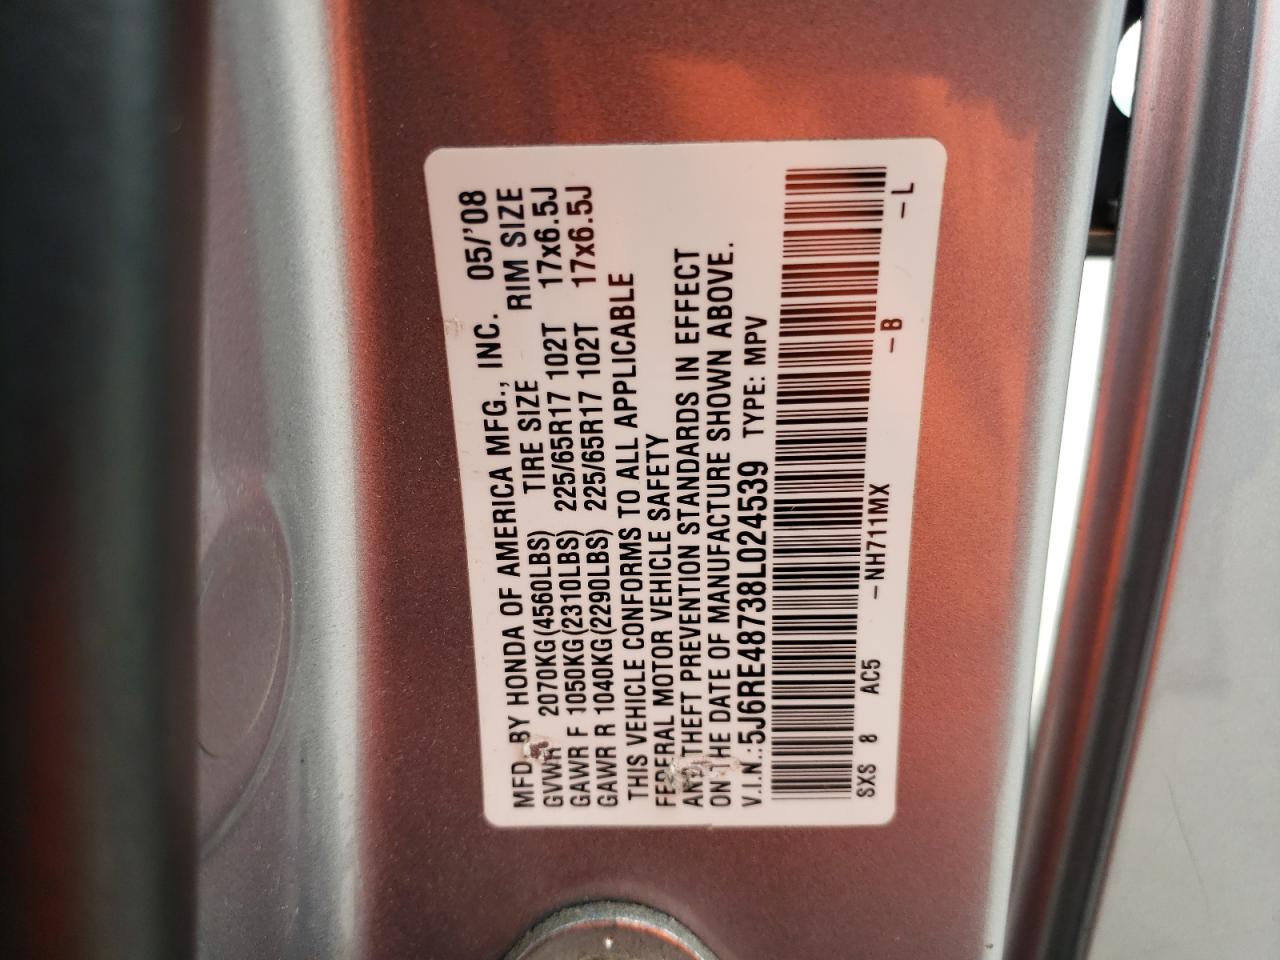 MFD. BY HONDA OF AMERICA MFG., INC. 05/'08
GVWR 2070KG(4560LBS) TIRE SIZE RIM SIZE
GAWR F 1050KG(2310LBS) 225/65R17 102T 17x6.5J
GAWR R 1040KG(2290LBS) 225/65R17 102T 17x6.5J
THIS VEHICLE CONFORMS TO ALL APPLICABLE
FEDERAL MOTOR VEHICLE SAFETY
AND THEFT PREVENTION STANDARDS IN EFFECT
ON THE DATE OF MANUFACTURE SHOWN ABOVE.
V.I.N.: 5J6RE48738L024539 TYPE: MPV
SXS 8 AC5 -NH711MX -B -L